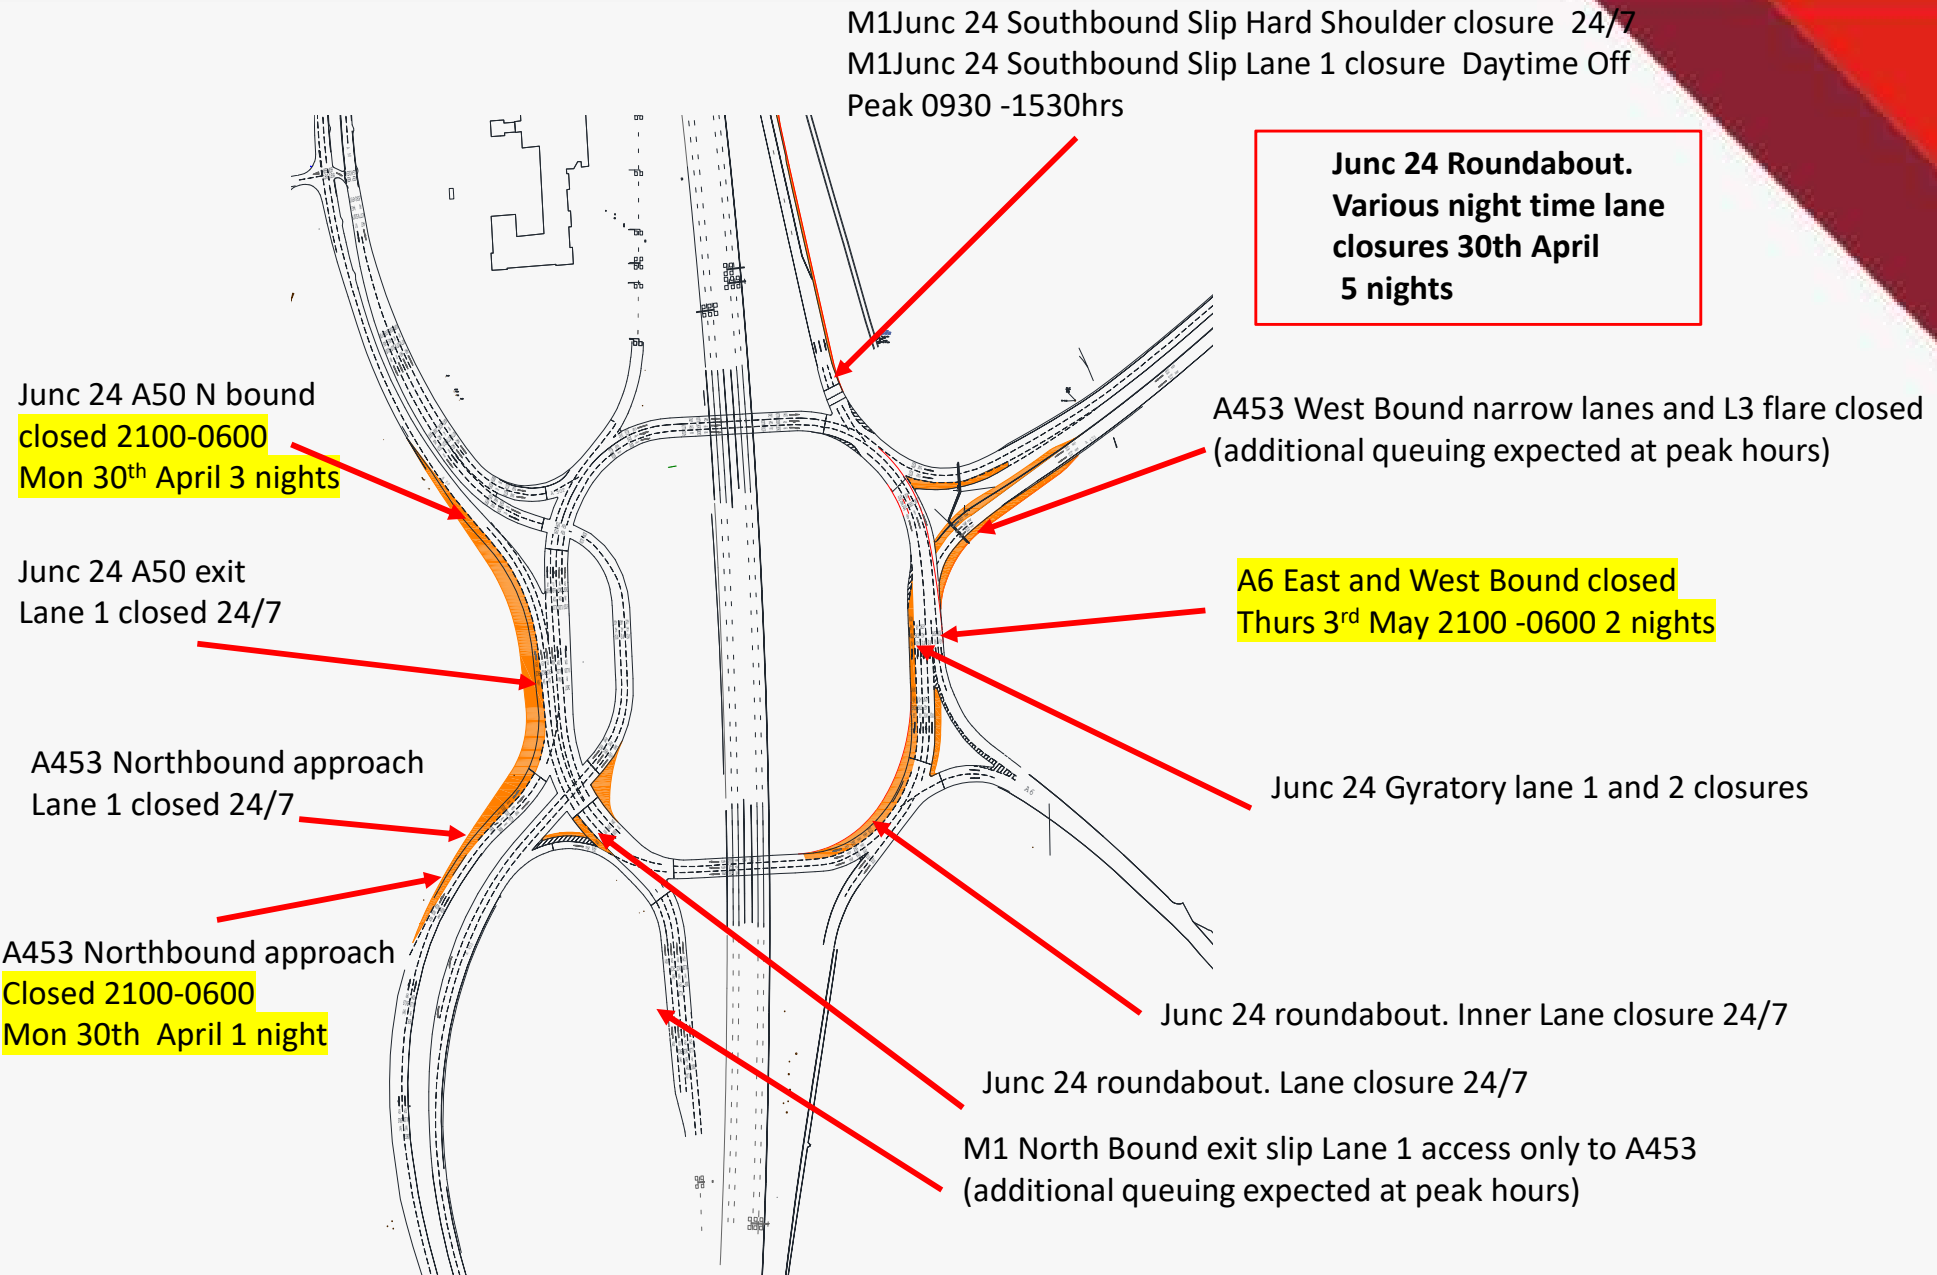 M1Junc 24 Southbound Slip Hard Shoulder closure 24/7
M1Junc 24 Southbound Slip Lane 1 closure Daytime Off
Peak 0930 -1530hrs
Junc 24 Roundabout.
Various night time lane
closures 30th April
5 nights
Junc 24 A50 N bound
closed 2100-0600
Mon 30th April 3 nights
A453 West Bound narrow lanes and L3 flare closed
(additional queuing expected at peak hours)
Junc 24 A50 exit
Lane 1 closed 24/7
A6 East and West Bound closed
Thurs 3rd May 2100 -0600 2 nights
A453 Northbound approach
Lane 1 closed 24/7
Junc 24 Gyratory lane 1 and 2 closures
A6
A453 Northbound approach
Closed 2100-0600
Mon 30th April 1 night
Junc 24 roundabout. Inner Lane closure 24/7
Junc 24 roundabout. Lane closure 24/7
M1 North Bound exit slip Lane 1 access only to A453
(additional queuing expected at peak hours)